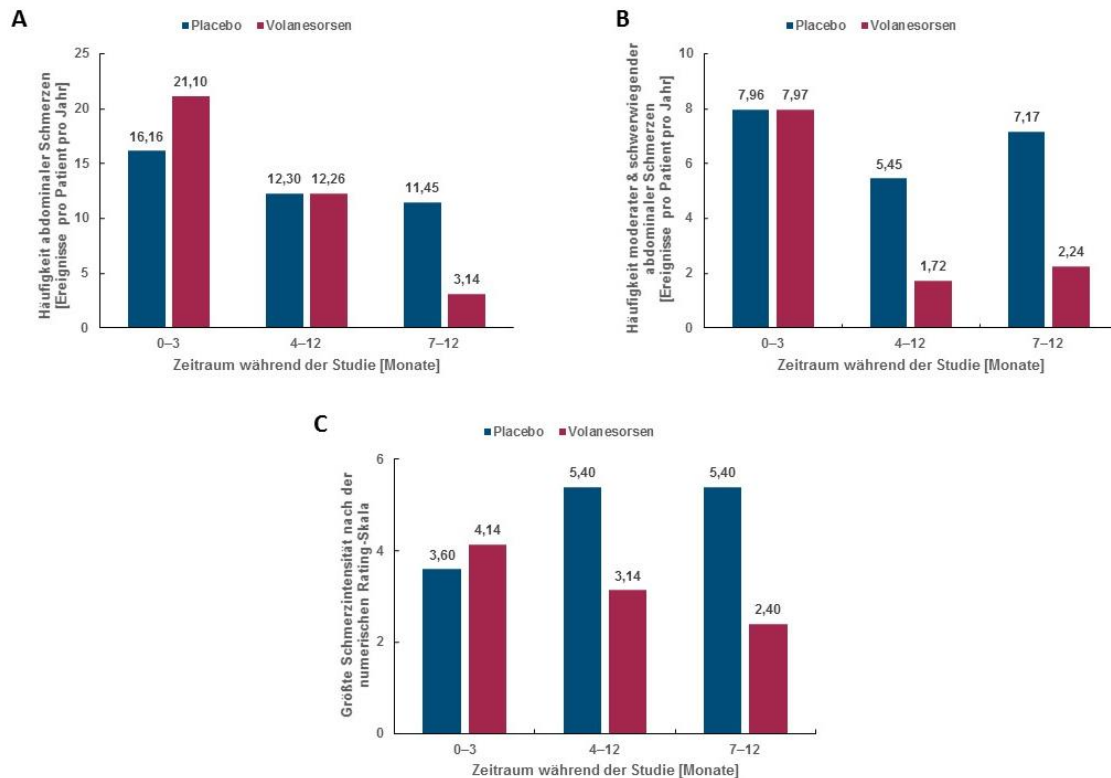 A
Placebo Volanesorsen
Häufigkeit abdominaler Schmerzen
[Ereignisse pro Patient pro Jahr]
25
20
15
10
5
0
16,16
21,10
12,30
12,26
11,45
3,14
0–3
4–12
7–12
Zeitraum während der Studie [Monate]
B
Placebo Volanesorsen
Häufigkeit moderater & schwerwiegender
abdominaler Schmerzen
[Ereignisse pro Patient pro Jahr]
10
8
6
4
2
0
7,96
7,97
5,45
1,72
7,17
2,24
0–3
4–12
7–12
Zeitraum während der Studie [Monate]
C
Placebo Volanesorsen
Größte Schmerzintensität nach der
numerischen Rating-Skala
6
4
2
0
3,60
4,14
5,40
3,14
5,40
2,40
0–3
4–12
7–12
Zeitraum während der Studie [Monate]